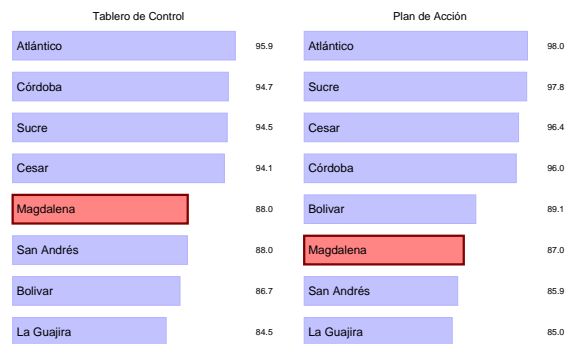 Tablero de Control
Atlántico 95.9
Córdoba 94.7
Sucre 94.5
Cesar 94.1
Magdalena 88.0
San Andrés 88.0
Bolivar 86.7
La Guajira 84.5
Plan de Acción
Atlántico 98.0
Sucre 97.8
Cesar 96.4
Córdoba 96.0
Bolivar 89.1
Magdalena 87.0
San Andrés 85.9
La Guajira 85.0